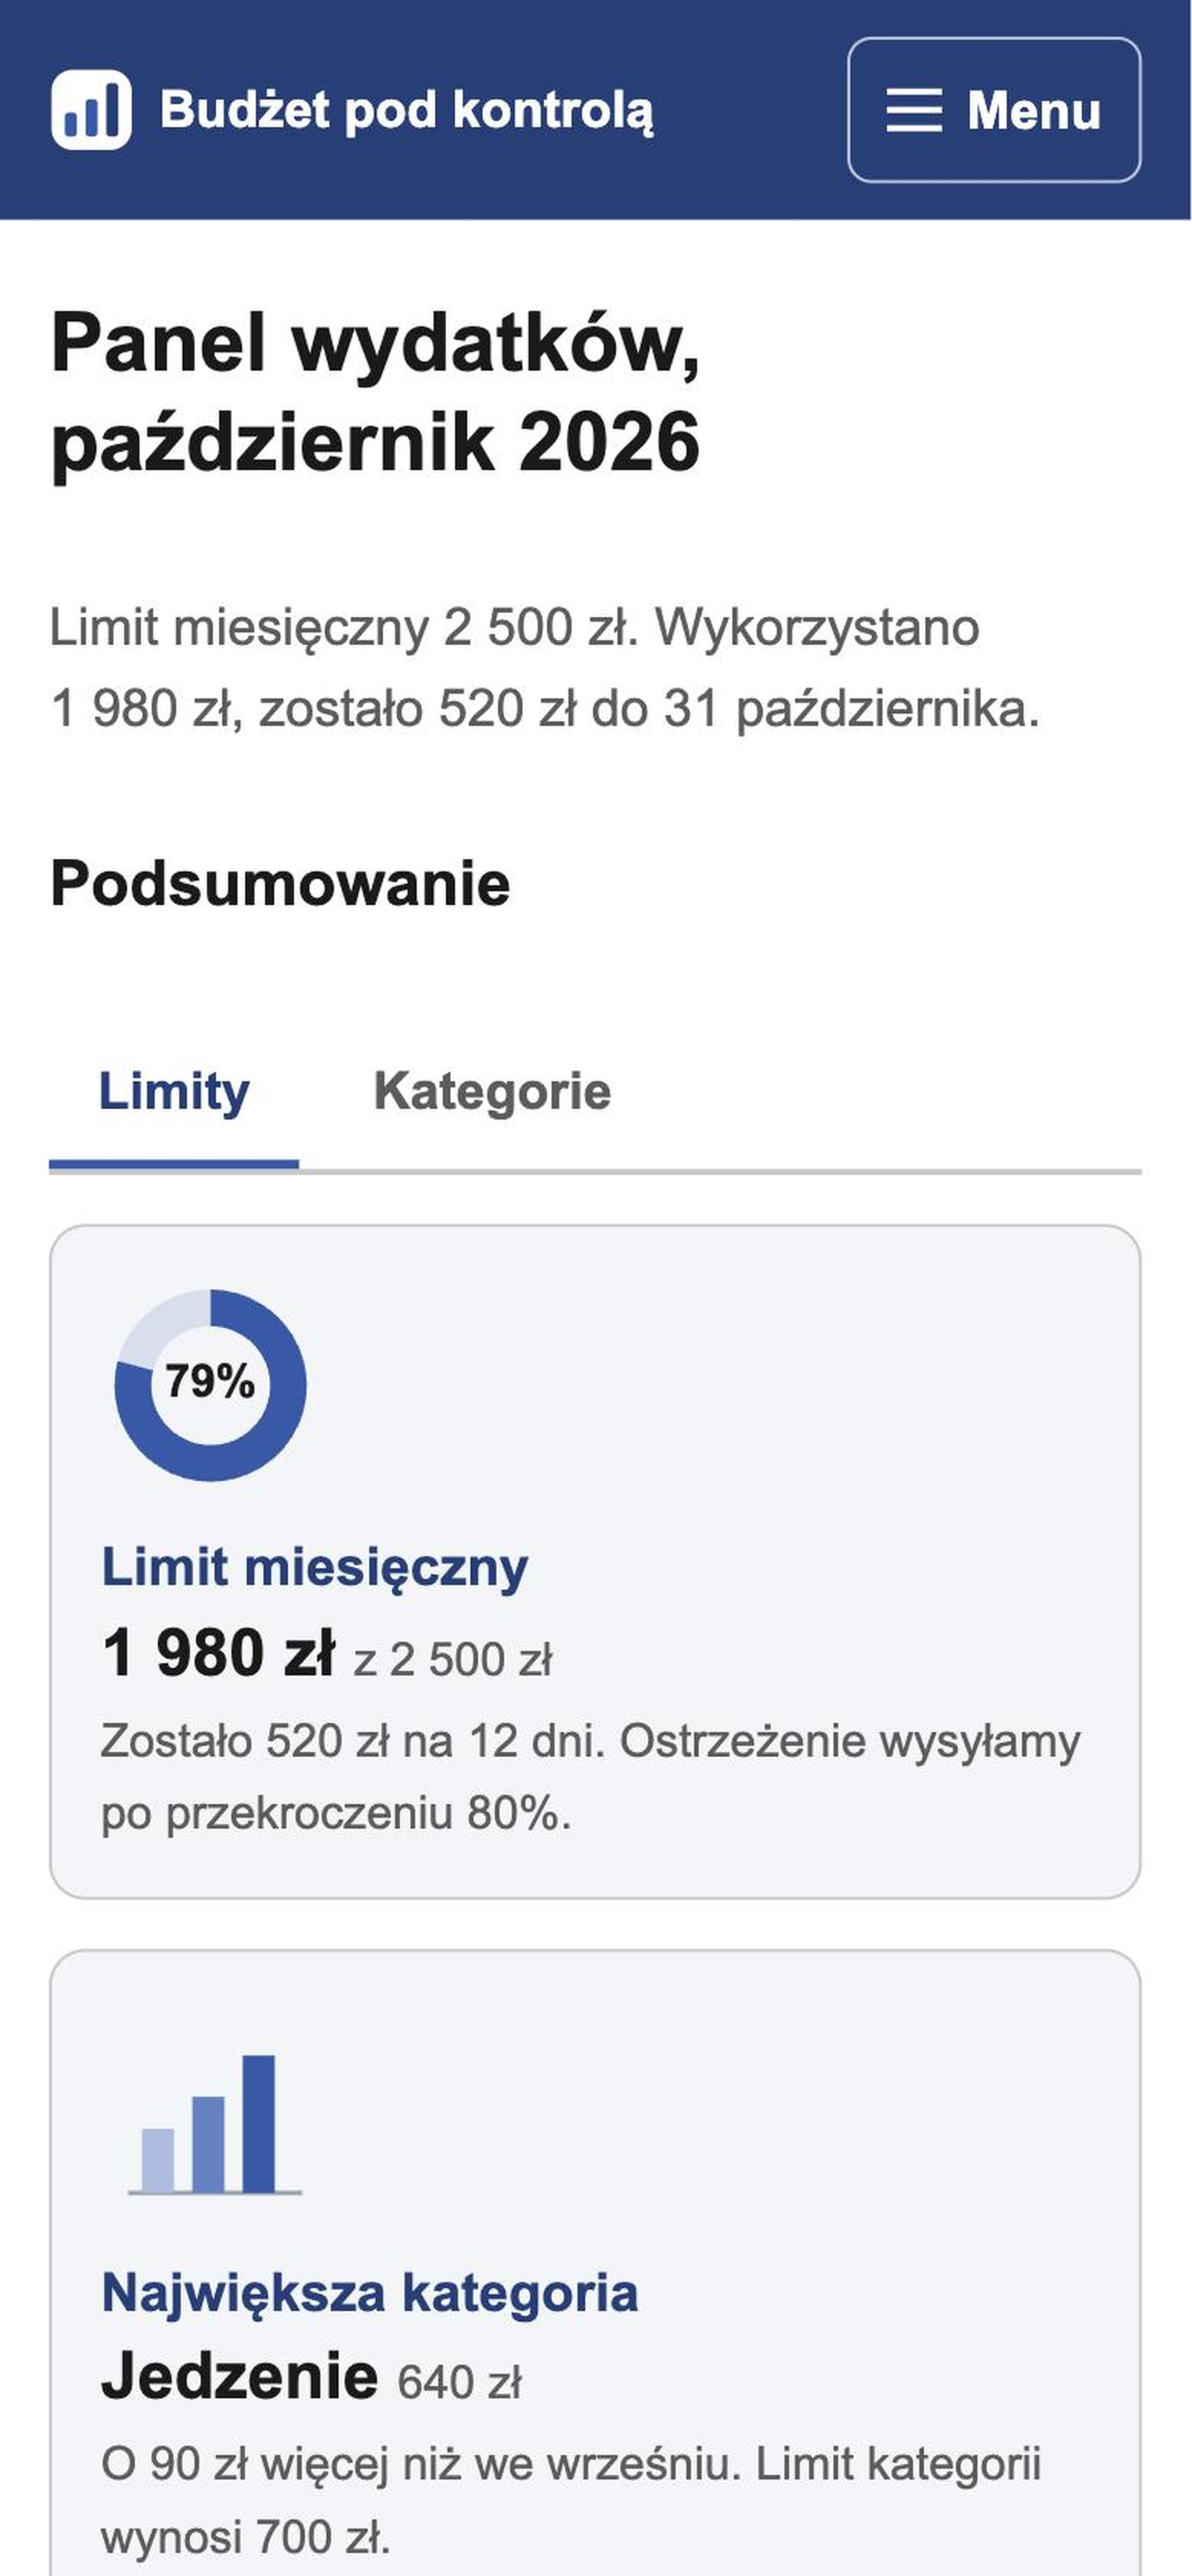 Budżet pod kontrolą
Menu
Panel wydatków,
październik 2026
Limit miesięczny 2 500 zł. Wykorzystano
1 980 zł, zostało 520 zł do 31 października.
Podsumowanie
Limity
Kategorie
79%
Limit miesięczny
1 980 zł z 2 500 zł
Zostało 520 zł na 12 dni. Ostrzeżenie wysyłamy
po przekroczeniu 80%.
Największa kategoria
Jedzenie 640 zł
O 90 zł więcej niż we wrześniu. Limit kategorii
wynosi 700 zł.